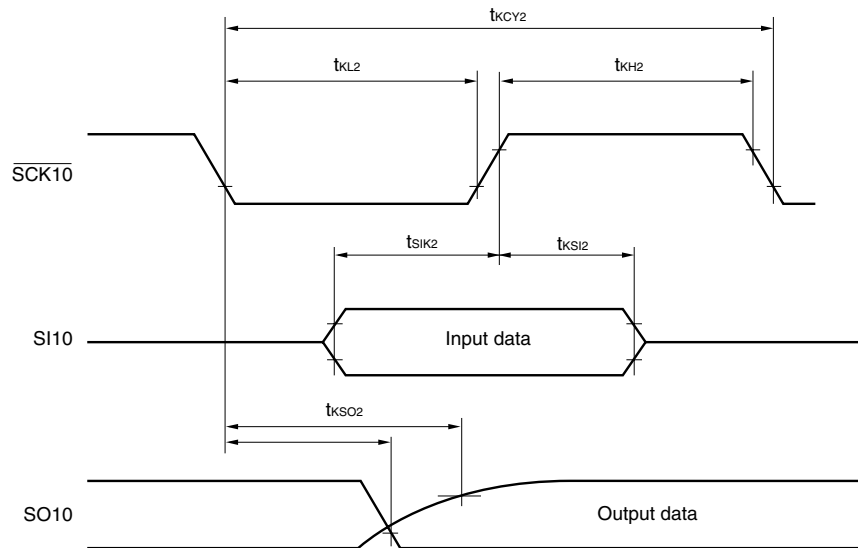 tKCY2
tKL2
tKH2
SCK10
tSIK2
tKSI2
SI10
Input data
tKSO2
SO10
Output data